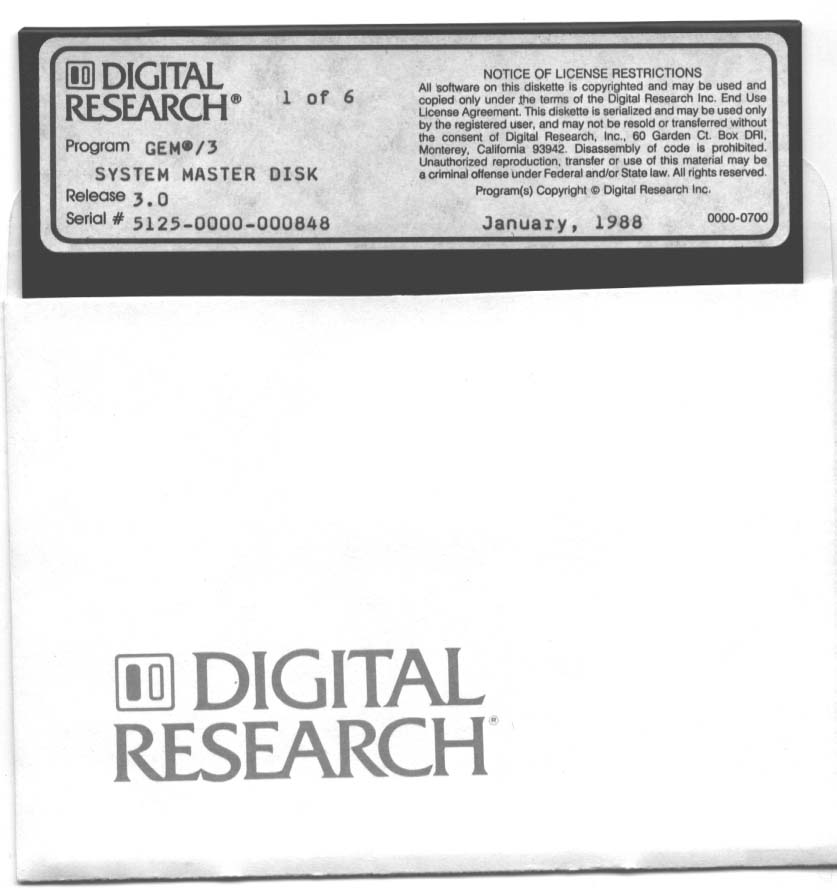 DIGITAL
RESEARCH®
1 of 6
Program GEM®/3
SYSTEM MASTER DISK
Release 3.0
Serial # 5125-0000-000848
NOTICE OF LICENSE RESTRICTIONS
All software on this diskette is copyrighted and may be used and
copied only under the terms of the Digital Research Inc. End Use
License Agreement. This diskette is serialized and may be used only
by the registered user, and may not be resold or transferred without
the consent of Digital Research, Inc., 60 Garden Ct. Box DRI,
Monterey, California 93942. Disassembly of code is prohibited.
Unauthorized reproduction, transfer or use of this material may be
a criminal offense under Federal and/or State law. All rights reserved.
Program(s) Copyright © Digital Research Inc.
January, 1988
0000-0700
DIGITAL
RESEARCH®